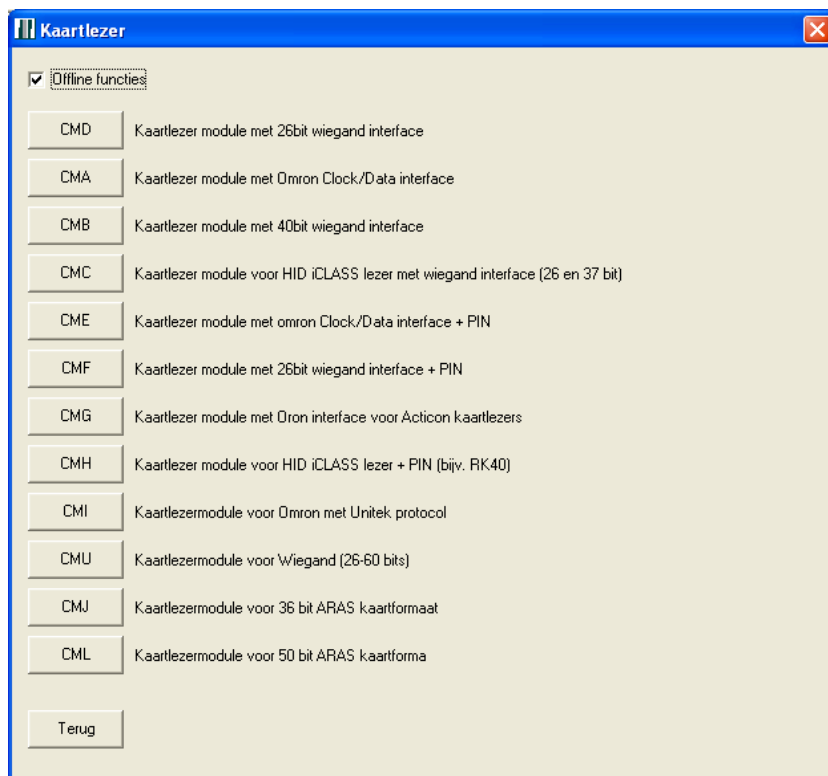 Kaartlezer
Offline functies
CMD Kaartlezer module met 26bit wiegand interface
CMA Kaartlezer module met Omron Clock/Data interface
CMB Kaartlezer module met 40bit wiegand interface
CMC Kaartlezer module voor HID iCLASS lezer met wiegand interface (26 en 37 bit)
CME Kaartlezer module met omron Clock/Data interface + PIN
CMF Kaartlezer module met 26bit wiegand interface + PIN
CMG Kaartlezer module met Oron interface voor Acticon kaartlezers
CMH Kaartlezer module voor HID iCLASS lezer + PIN (bijv. RK40)
CMI Kaartlezermodule voor Omron met Unitek protocol
CMU Kaartlezermodule voor Wiegand (26-60 bits)
CMJ Kaartlezermodule voor 36 bit ARAS kaartformaat
CML Kaartlezermodule voor 50 bit ARAS kaartforma
Terug